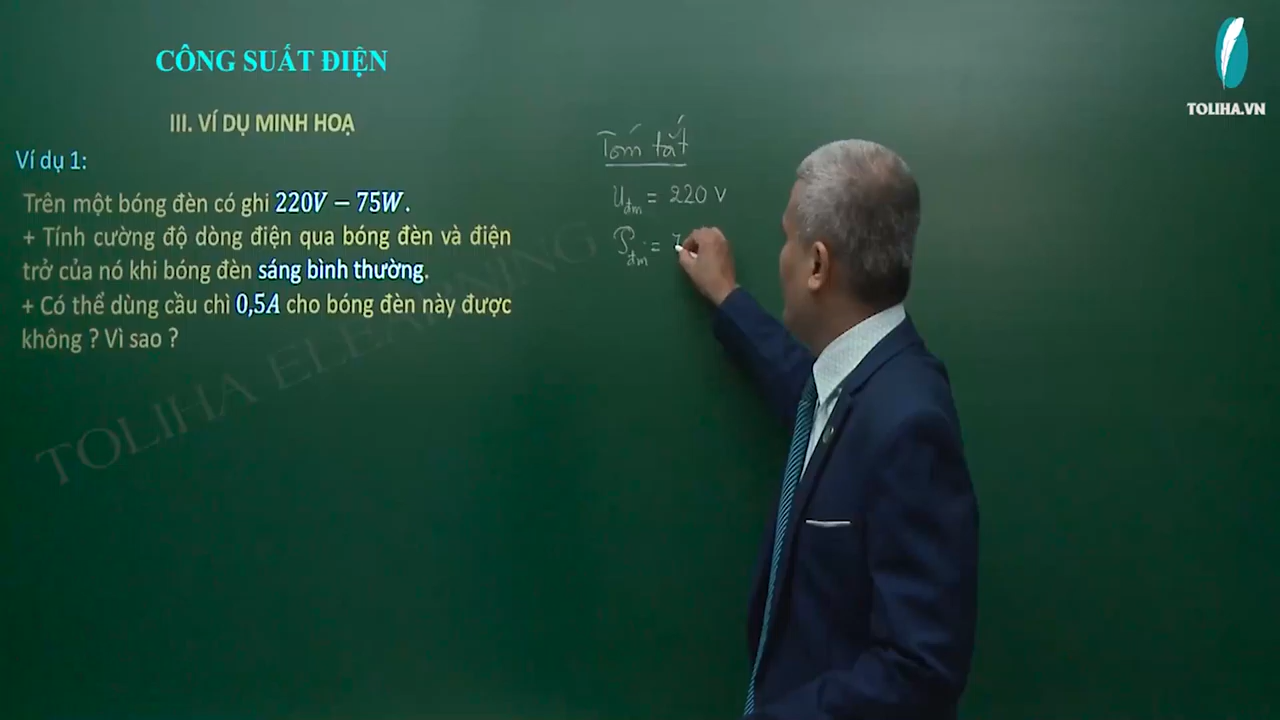 CÔNG SUẤT ĐIỆN
III. VÍ DỤ MINH HOẠ
Ví dụ 1:
Trên một bóng đèn có ghi 220V – 75W.
+ Tính cường độ dòng điện qua bóng đèn và điện
trở của nó khi bóng đèn sáng bình thường.
+ Có thể dùng cầu chì 0,5A cho bóng đèn này được
không ? Vì sao ?
Tóm tắt
Uđm = 220 V
Pđm = 7
TOLIHA.VN
TOLIHA ELEARNING